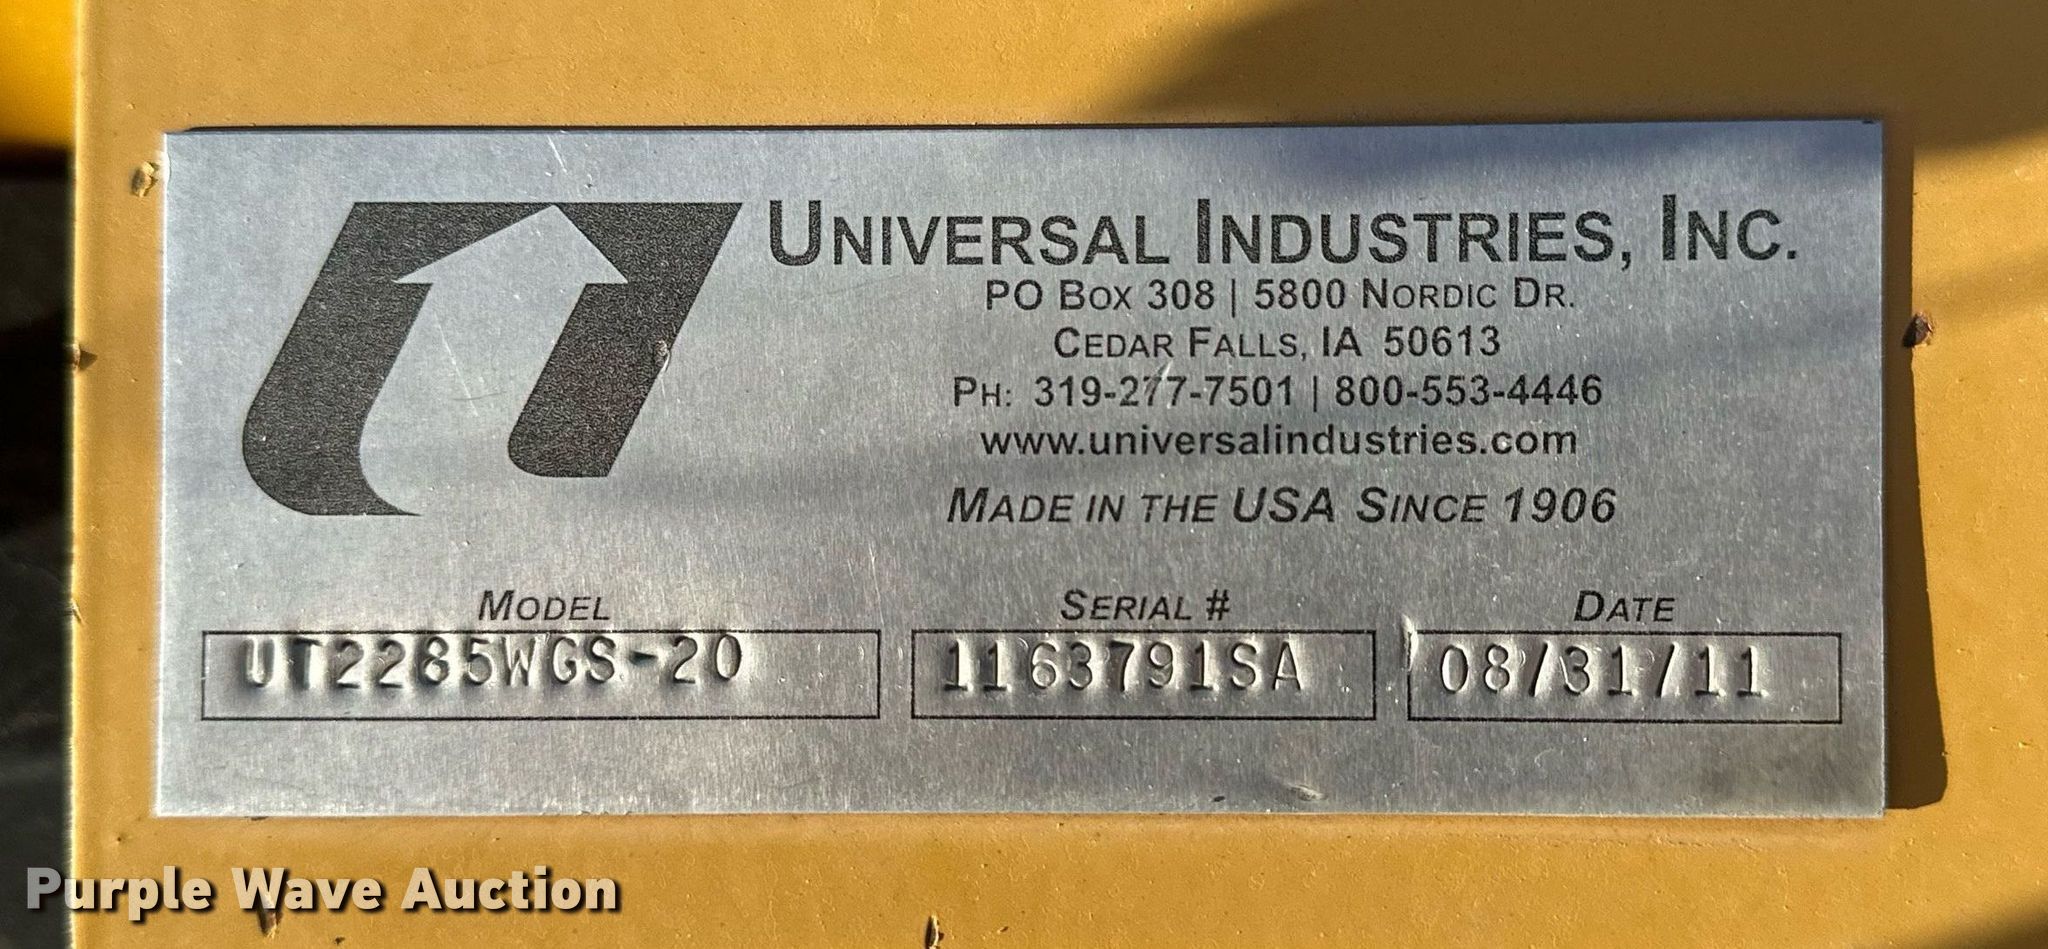 UNIVERSAL INDUSTRIES, INC.
PO BOX 308 | 5800 NORDIC DR.
CEDAR FALLS, IA 50613
PH: 319-277-7501 | 800-553-4446
www.universalindustries.com
MADE IN THE USA SINCE 1906
MODEL SERIAL # DATE
UT2285WGS-20 1163791SA 08/31/11
Purple Wave Auction